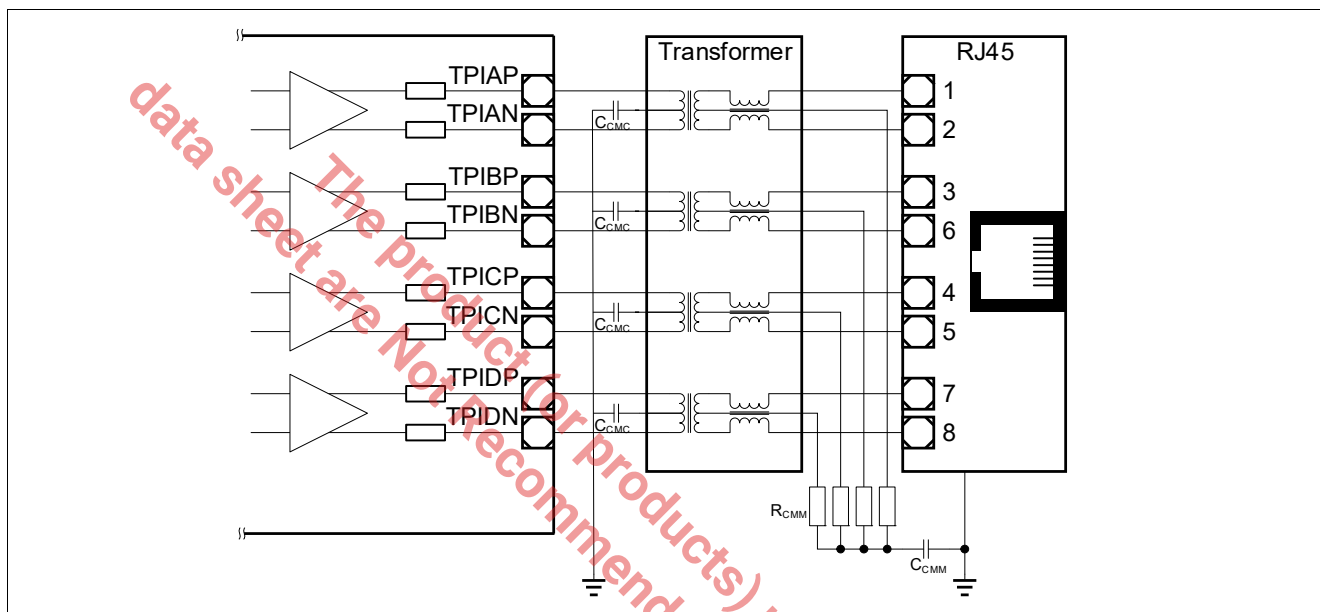 Transformer
RJ45
TPIAP
TPIAN
TPIBP
TPIBN
TPICP
TPICN
TPIDP
TPIDN
CCMC
CCMC
CCMC
CCMC
1
2
3
6
4
5
7
8
RCMM
CCMM
The product (or products)
data sheet are Not Recommend